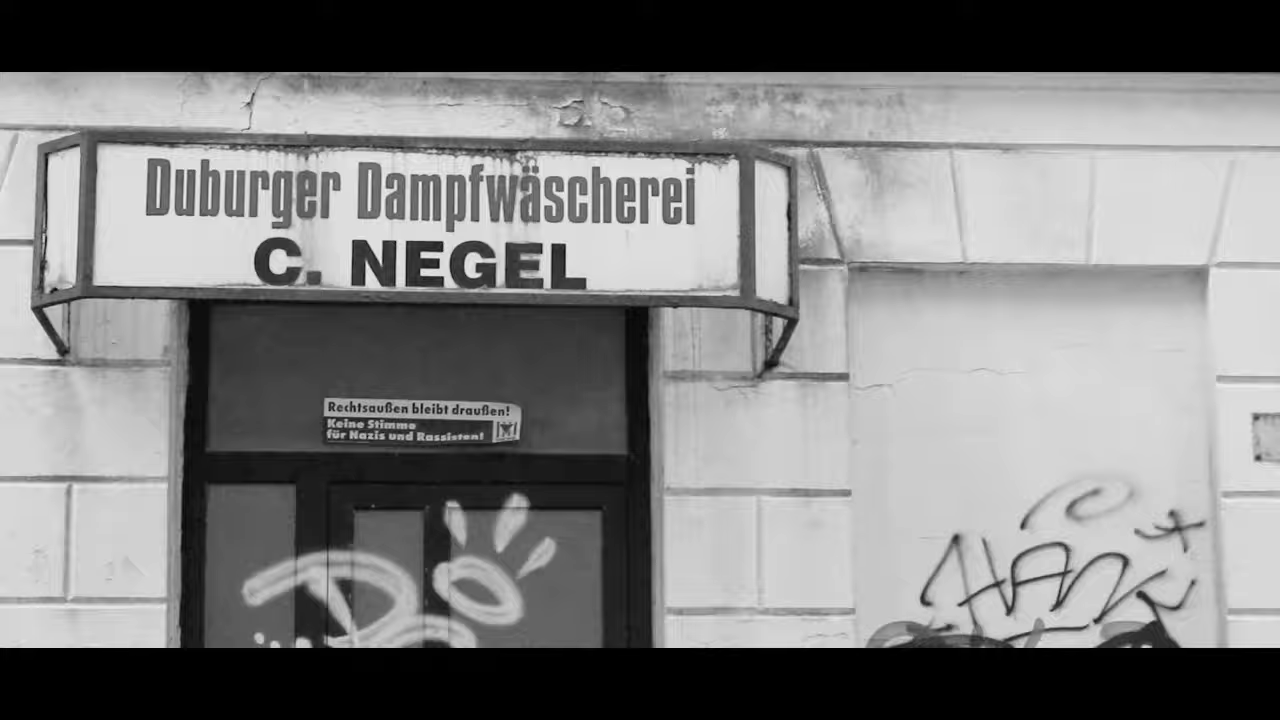 Duburger Dampfwäscherei
C. NEGEL
Rechtsaußen bleibt draußen!
Keine Stimme
für Nazis und Rassisten!